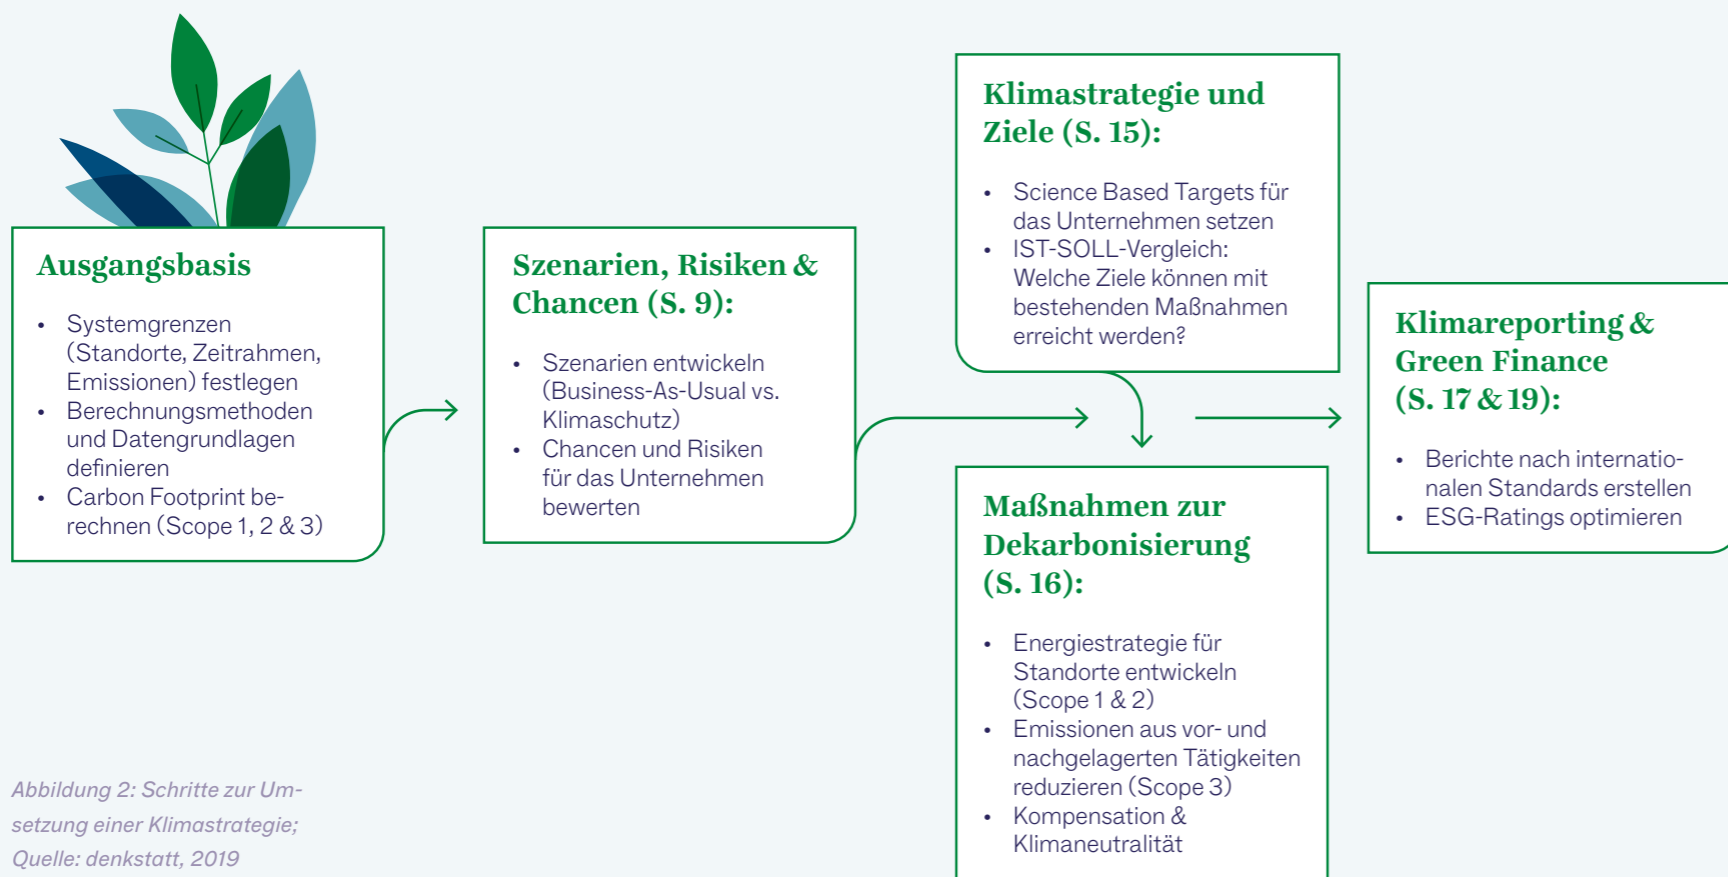 Ausgangsbasis
• Systemgrenzen
(Standorte, Zeitrahmen,
Emissionen) festlegen
• Berechnungsmethoden
und Datengrundlagen
definieren
• Carbon Footprint be-
rechnen (Scope 1, 2 & 3)
Szenarien, Risiken &
Chancen (S. 9):
• Szenarien entwickeln
(Business-As-Usual vs.
Klimaschutz)
• Chancen und Risiken
für das Unternehmen
bewerten
Klimastrategie und
Ziele (S. 15):
• Science Based Targets für
das Unternehmen setzen
• IST-SOLL-Vergleich:
Welche Ziele können mit
bestehenden Maßnahmen
erreicht werden?
Maßnahmen zur
Dekarbonisierung
(S. 16):
• Energiestrategie für
Standorte entwickeln
(Scope 1 & 2)
• Emissionen aus vor- und
nachgelagerten Tätigkeiten
reduzieren (Scope 3)
• Kompensation &
Klimaneutralität
Klimareporting &
Green Finance
(S. 17 & 19):
• Berichte nach internatio-
nalen Standards erstellen
• ESG-Ratings optimieren
Abbildung 2: Schritte zur Um-
setzung einer Klimastrategie;
Quelle: denkstatt, 2019